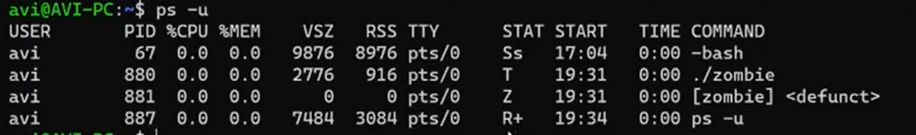 avi@AVI-PC:~$ ps -u
USER PID %CPU %MEM VSZ RSS TTY STAT START TIME COMMAND
avi 67 0.0 0.0 9876 8976 pts/0 Ss 17:04 0:00 -bash
avi 880 0.0 0.0 2776 916 pts/0 T 19:31 0:00 ./zombie
avi 881 0.0 0.0 0 0 pts/0 Z 19:31 0:00 [zombie] <defunct>
avi 887 0.0 0.0 7484 3084 pts/0 R+ 19:34 0:00 ps -u
avi@AVI-PC:~$